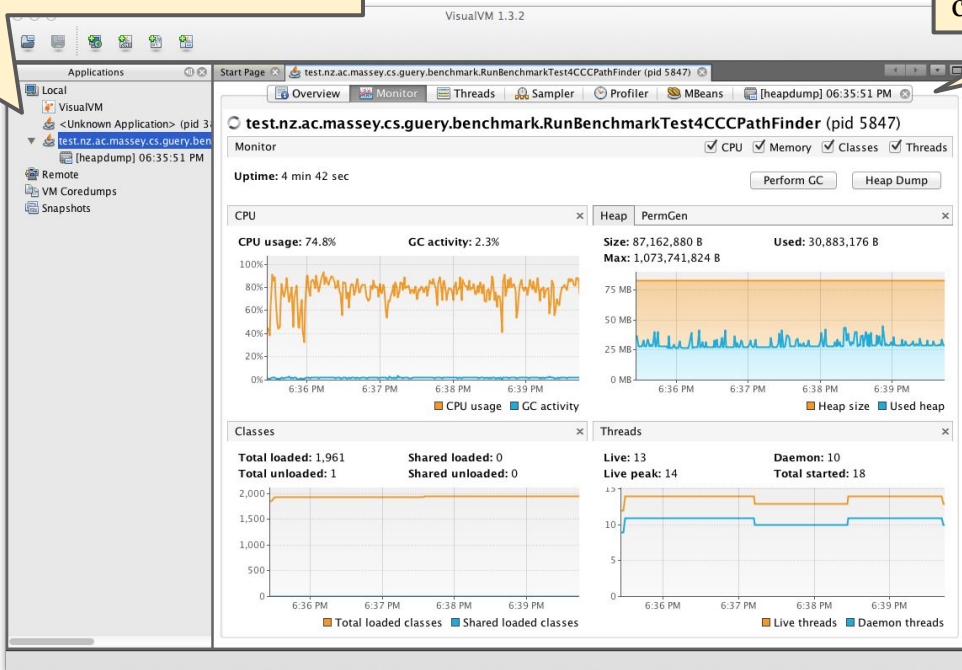 VisualVM 1.3.2
c
Applications
Start Page
test.nz.ac.massey.cs.guery.benchmark.RunBenchmarkTest4CCCPathFinder (pid 5847)
Local
VisualVM
<Unknown Application> (pid 3
test.nz.ac.massey.cs.guery.ben
[heapdump] 06:35:51 PM
Remote
VM Coredumps
Snapshots
Overview Monitor Threads Sampler Profiler MBeans [heapdump] 06:35:51 PM
test.nz.ac.massey.cs.guery.benchmark.RunBenchmarkTest4CCCPathFinder (pid 5847)
Monitor CPU Memory Classes Threads
Uptime: 4 min 42 sec Perform GC Heap Dump
CPU
CPU usage: 74.8% GC activity: 2.3%
100%
80%
60%
40%
20%
0%
6:36 PM 6:37 PM 6:38 PM 6:39 PM
CPU usage GC activity
Heap PermGen
Size: 87,162,880 B Used: 30,883,176 B
Max: 1,073,741,824 B
75 MB
50 MB
25 MB
0 MB
6:36 PM 6:37 PM 6:38 PM 6:39 PM
Heap size Used heap
Classes
Total loaded: 1,961 Shared loaded: 0
Total unloaded: 1 Shared unloaded: 0
2,000
1,500
1,000
500
0
6:36 PM 6:37 PM 6:38 PM 6:39 PM
Total loaded classes Shared loaded classes
Threads
Live: 13 Daemon: 10
Live peak: 14 Total started: 18
15
10
5
0
6:36 PM 6:37 PM 6:38 PM 6:39 PM
Live threads Daemon threads